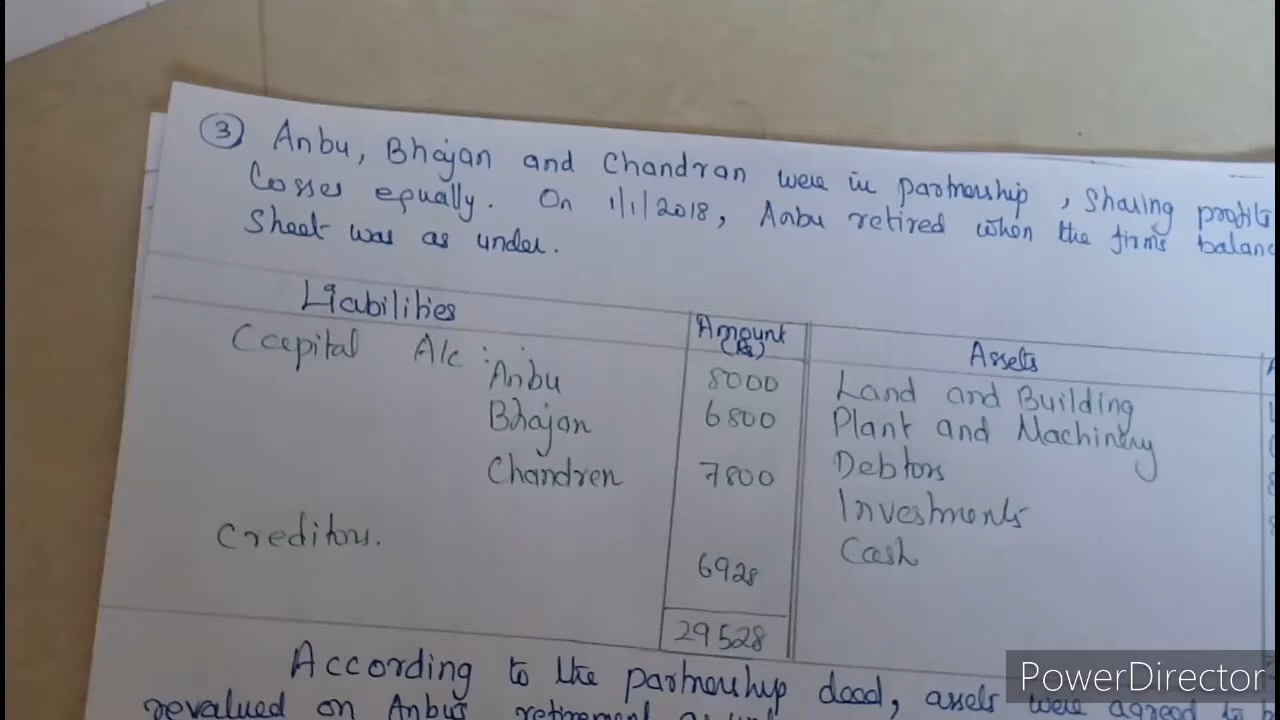 3 Anbu, Bhajan and Chandran were in partnership, sharing profits
Losses equally. On 1/1/2018, Anbu retired when the firms balanc
Sheet was as under.
Liabilities Amount (Rs) Assets
Capital A/c : Anbu 8000 Land and Building
Bhajan 6800 Plant and Machinery
Chandren 7800 Debtors
Investments
Creditors. 6928 Cash
29528
According to the partnership deed, assets were agreed to b
revalued on Anbu's retirement
PowerDirector